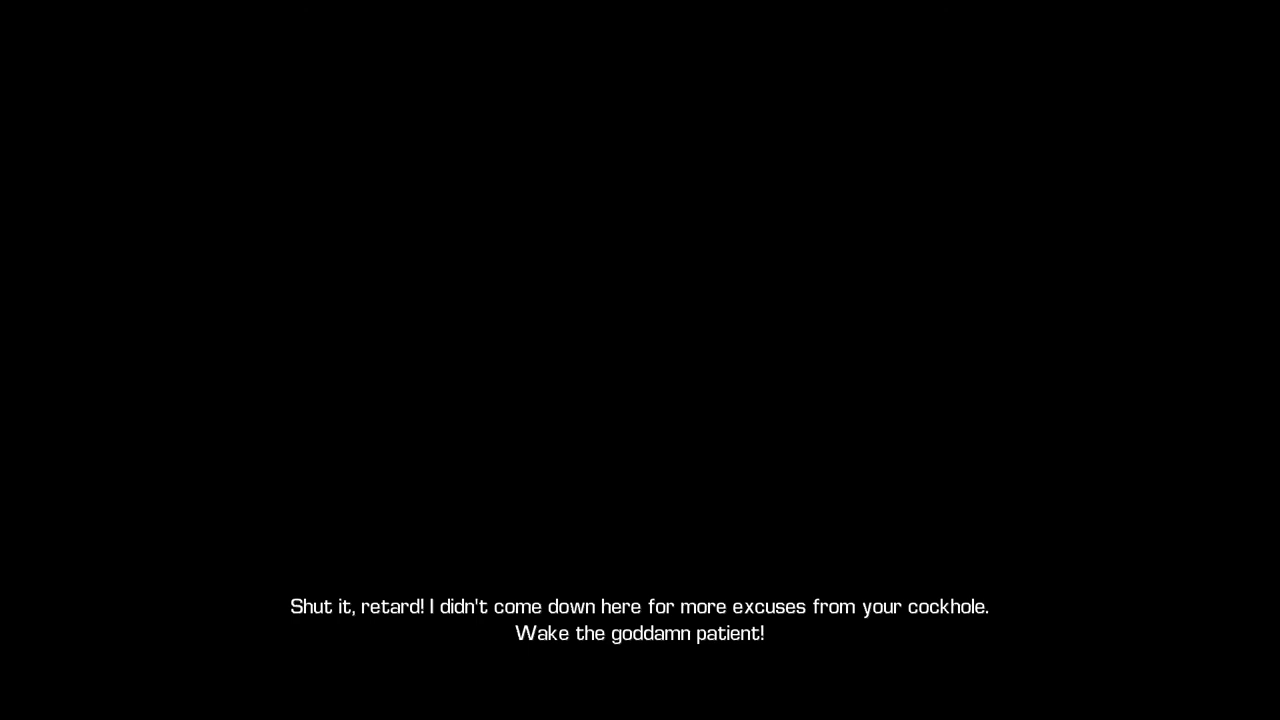 Shut it, retard! I didn't come down here for more excuses from your cockhole.
Wake the goddamn patient!